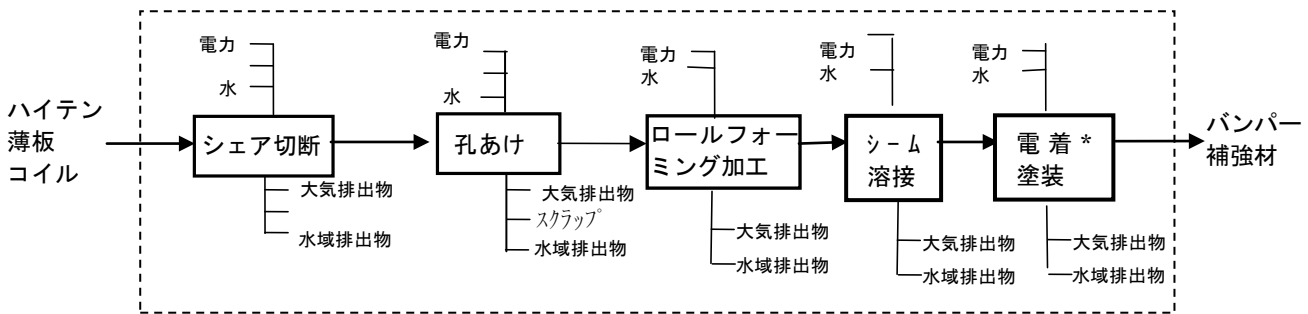 ハイテン
薄板
コイル
電力
水
シェア切断
大気排出物
水域排出物
電力
水
孔あけ
大気排出物
スクラップ
水域排出物
電力
水
ロールフォー
ミング加工
大気排出物
水域排出物
電力
水
シーム
溶接
大気排出物
水域排出物
電力
水
電着*
塗装
大気排出物
水域排出物
バンパー
補強材